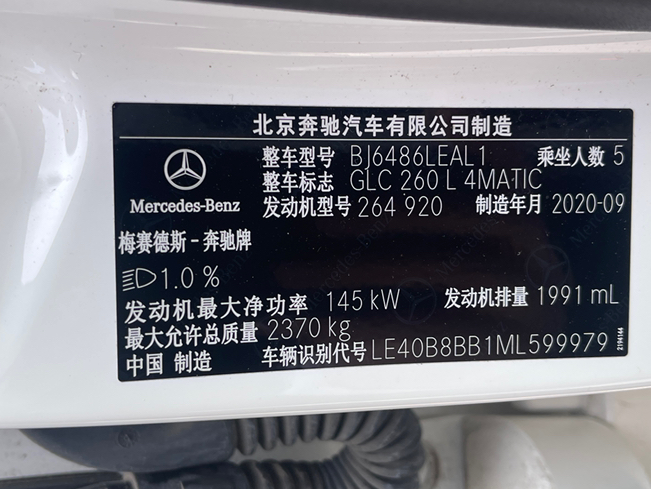 北京奔驰汽车有限公司制造
整车型号 BJ6486LEAL1 乘坐人数 5
整车标志 GLC 260 L 4MATIC
Mercedes-Benz 发动机型号 264 920 制造年月 2020-09
梅赛德斯-奔驰牌
1.0 %
发动机最大净功率 145 kW 发动机排量 1991 mL
最大允许总质量 2370 kg
中国 制造 车辆识别代号 LE40B8BB1ML599979